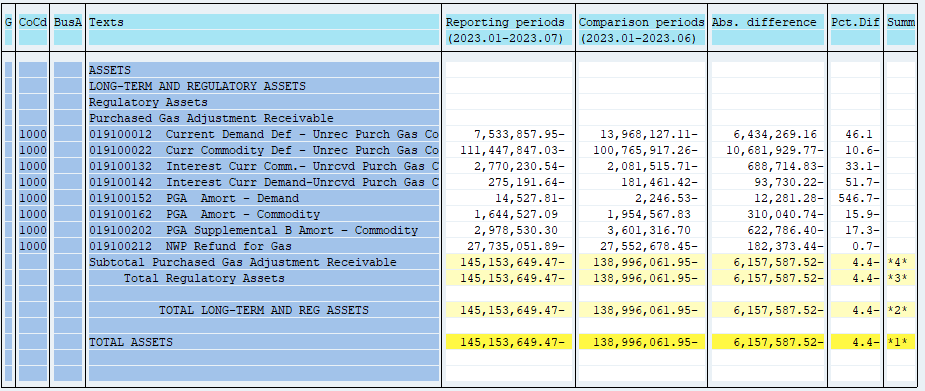 G CoCd BusA Texts Reporting periods Comparison periods Abs. difference Pct.Dif Summ
(2023.01-2023.07) (2023.01-2023.06)
ASSETS
LONG-TERM AND REGULATORY ASSETS
Regulatory Assets
Purchased Gas Adjustment Receivable
1000 019100012 Current Demand Def - Unrec Purch Gas Co 7,533,857.95- 13,968,127.11- 6,434,269.16 46.1
1000 019100022 Curr Commodity Def - Unrec Purch Gas Co 111,447,847.03- 100,765,917.26- 10,681,929.77- 10.6-
1000 019100132 Interest Curr Comm.- Unrcvd Purch Gas C 2,770,230.54- 2,081,515.71- 688,714.83- 33.1-
1000 019100142 Interest Curr Demand-Unrcvd Purch Gas C 275,191.64- 181,461.42- 93,730.22- 51.7-
1000 019100152 PGA Amort - Demand 14,527.81- 2,246.53- 12,281.28- 546.7-
1000 019100162 PGA Amort - Commodity 1,644,527.09 1,954,567.83 310,040.74- 15.9-
1000 019100202 PGA Supplemental B Amort - Commodity 2,978,530.30 3,601,316.70 622,786.40- 17.3-
1000 019100212 NWP Refund for Gas 27,735,051.89- 27,552,678.45- 182,373.44- 0.7-
Subtotal Purchased Gas Adjustment Receivable 145,153,649.47- 138,996,061.95- 6,157,587.52- 4.4- *4*
Total Regulatory Assets 145,153,649.47- 138,996,061.95- 6,157,587.52- 4.4- *3*
TOTAL LONG-TERM AND REG ASSETS 145,153,649.47- 138,996,061.95- 6,157,587.52- 4.4- *2*
TOTAL ASSETS 145,153,649.47- 138,996,061.95- 6,157,587.52- 4.4- *1*